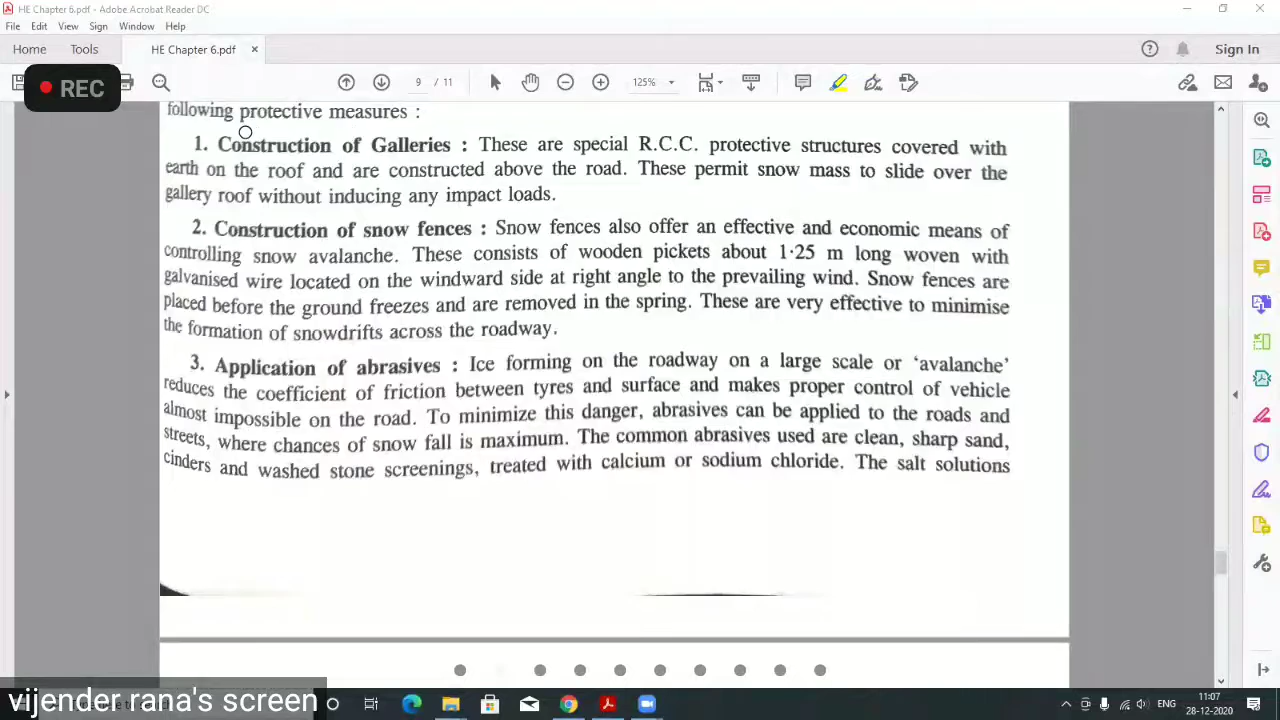 HE Chapter 6.pdf - Adobe Acrobat Reader DC
File Edit View Sign Window Help
Home Tools HE Chapter 6.pdf × Sign In
REC 9 / 11 125%
following protective measures :
1. Construction of Galleries : These are special R.C.C. protective structures covered with
earth on the roof and are constructed above the road. These permit snow mass to slide over the
gallery roof without inducing any impact loads.
2. Construction of snow fences : Snow fences also offer an effective and economic means of
controlling snow avalanche. These consists of wooden pickets about 1·25 m long woven with
galvanised wire located on the windward side at right angle to the prevailing wind. Snow fences are
placed before the ground freezes and are removed in the spring. These are very effective to minimise
the formation of snowdrifts across the roadway.
3. Application of abrasives : Ice forming on the roadway on a large scale or ‘avalanche’
reduces the coefficient of friction between tyres and surface and makes proper control of vehicle
almost impossible on the road. To minimize this danger, abrasives can be applied to the roads and
streets, where chances of snow fall is maximum. The common abrasives used are clean, sharp sand,
cinders and washed stone screenings, treated with calcium or sodium chloride. The salt solutions
vijender.rana's screen
ENG
11:07
28-12-2020